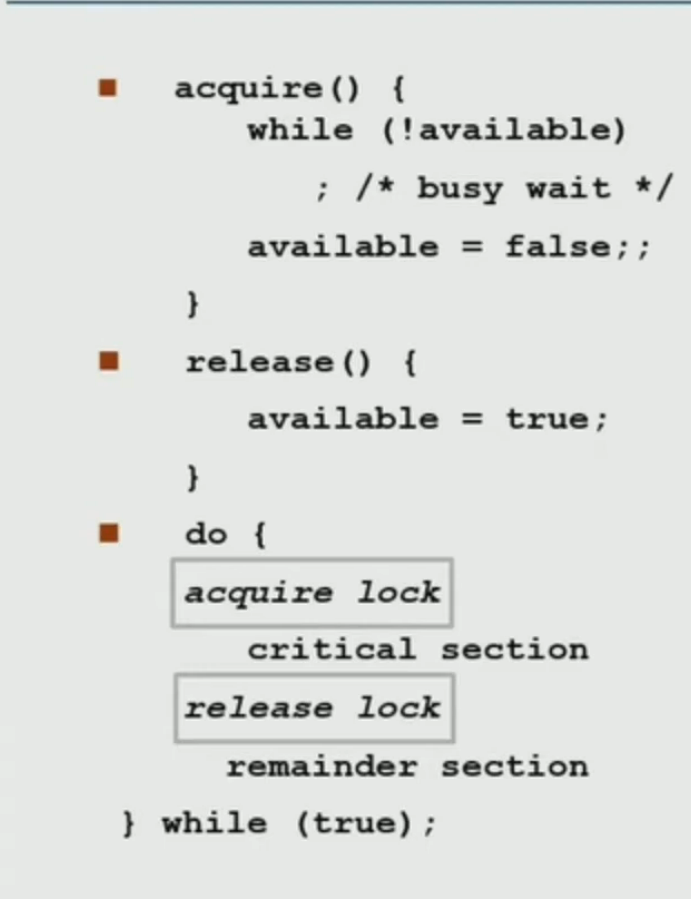 acquire() {
while (!available)
; /* busy wait */
available = false;;
}
release() {
available = true;
}
do {
acquire lock
critical section
release lock
remainder section
} while (true);